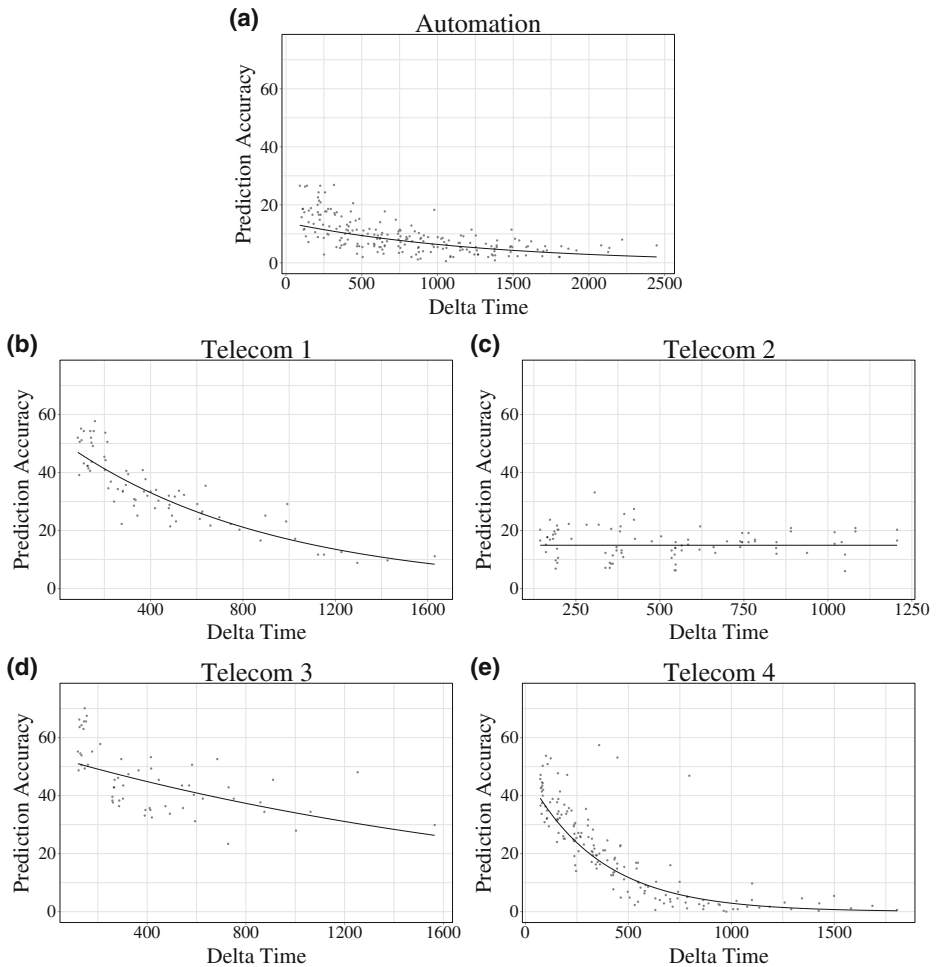 (a) Automation
Prediction Accuracy
60
40
20
0
0 500 1000 1500 2000 2500
Delta Time
(b) Telecom 1
Prediction Accuracy
60
40
20
0
400 800 1200 1600
Delta Time
(c) Telecom 2
Prediction Accuracy
60
40
20
0
250 500 750 1000 1250
Delta Time
(d) Telecom 3
Prediction Accuracy
60
40
20
0
400 800 1200 1600
Delta Time
(e) Telecom 4
Prediction Accuracy
60
40
20
0
0 500 1000 1500
Delta Time